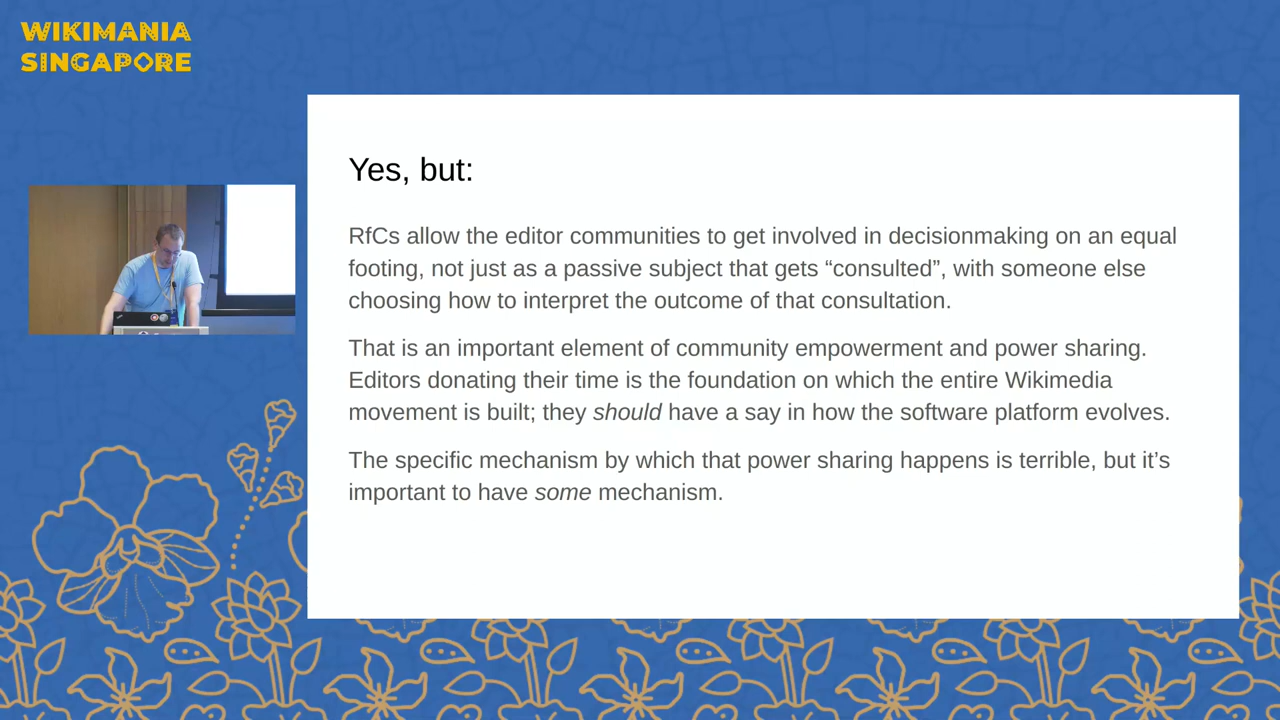 WIKIMANIA
SINGAPORE
Yes, but:
RfCs allow the editor communities to get involved in decisionmaking on an equal
footing, not just as a passive subject that gets “consulted”, with someone else
choosing how to interpret the outcome of that consultation.
That is an important element of community empowerment and power sharing.
Editors donating their time is the foundation on which the entire Wikimedia
movement is built; they should have a say in how the software platform evolves.
The specific mechanism by which that power sharing happens is terrible, but it’s
important to have some mechanism.